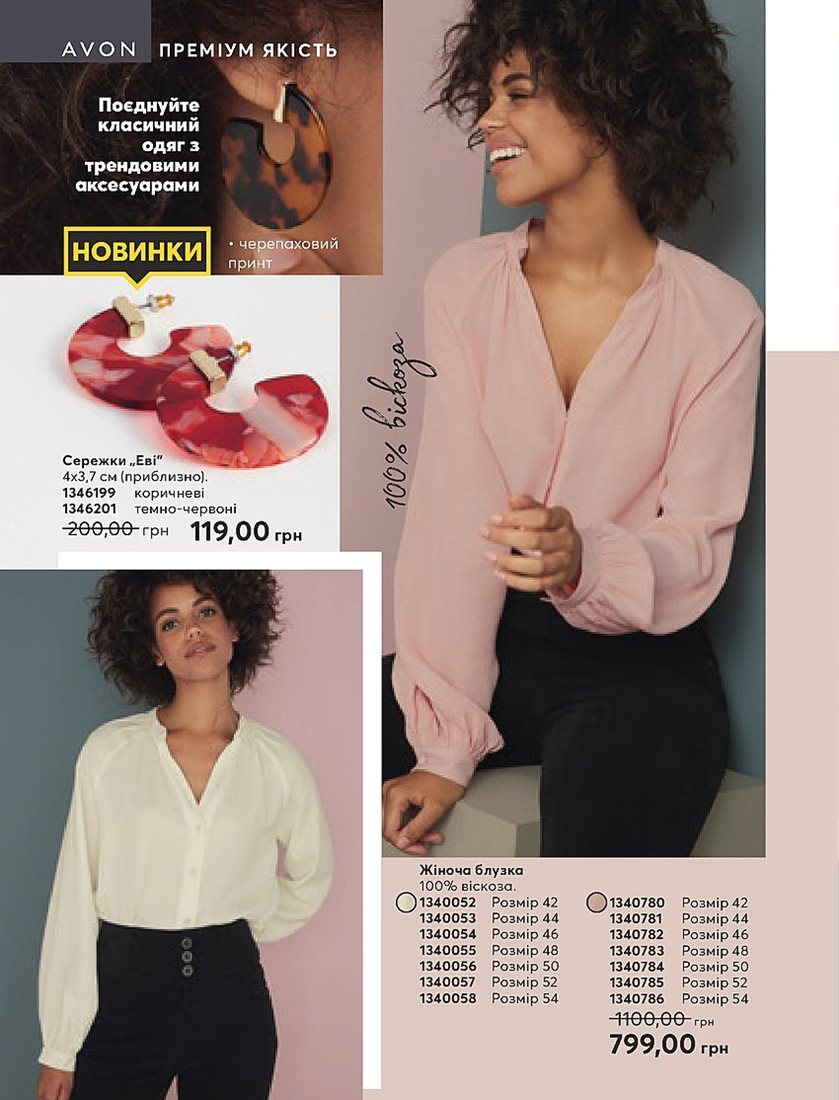 AVON ПРЕМІУМ ЯКІСТЬ
Поєднуйте
класичний
одяг з
трендовими
аксесуарами
НОВИНКИ
• черепаховий
принт
100% віскоза
Сережки „Еві”
4х3,7 см (приблизно).
1346199 коричневі
1346201 темно-червоні
200,00 грн 119,00 грн
Жіноча блузка
100% віскоза.
1340052 Розмір 42
1340053 Розмір 44
1340054 Розмір 46
1340055 Розмір 48
1340056 Розмір 50
1340057 Розмір 52
1340058 Розмір 54
1340780 Розмір 42
1340781 Розмір 44
1340782 Розмір 46
1340783 Розмір 48
1340784 Розмір 50
1340785 Розмір 52
1340786 Розмір 54
1100,00 грн
799,00 грн